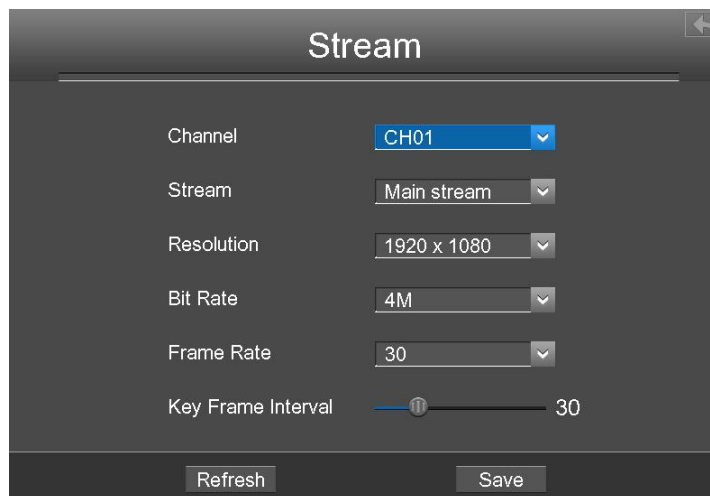 Stream
Channel CH01
Stream Main stream
Resolution 1920 x 1080
Bit Rate 4M
Frame Rate 30
Key Frame Interval 30
Refresh Save